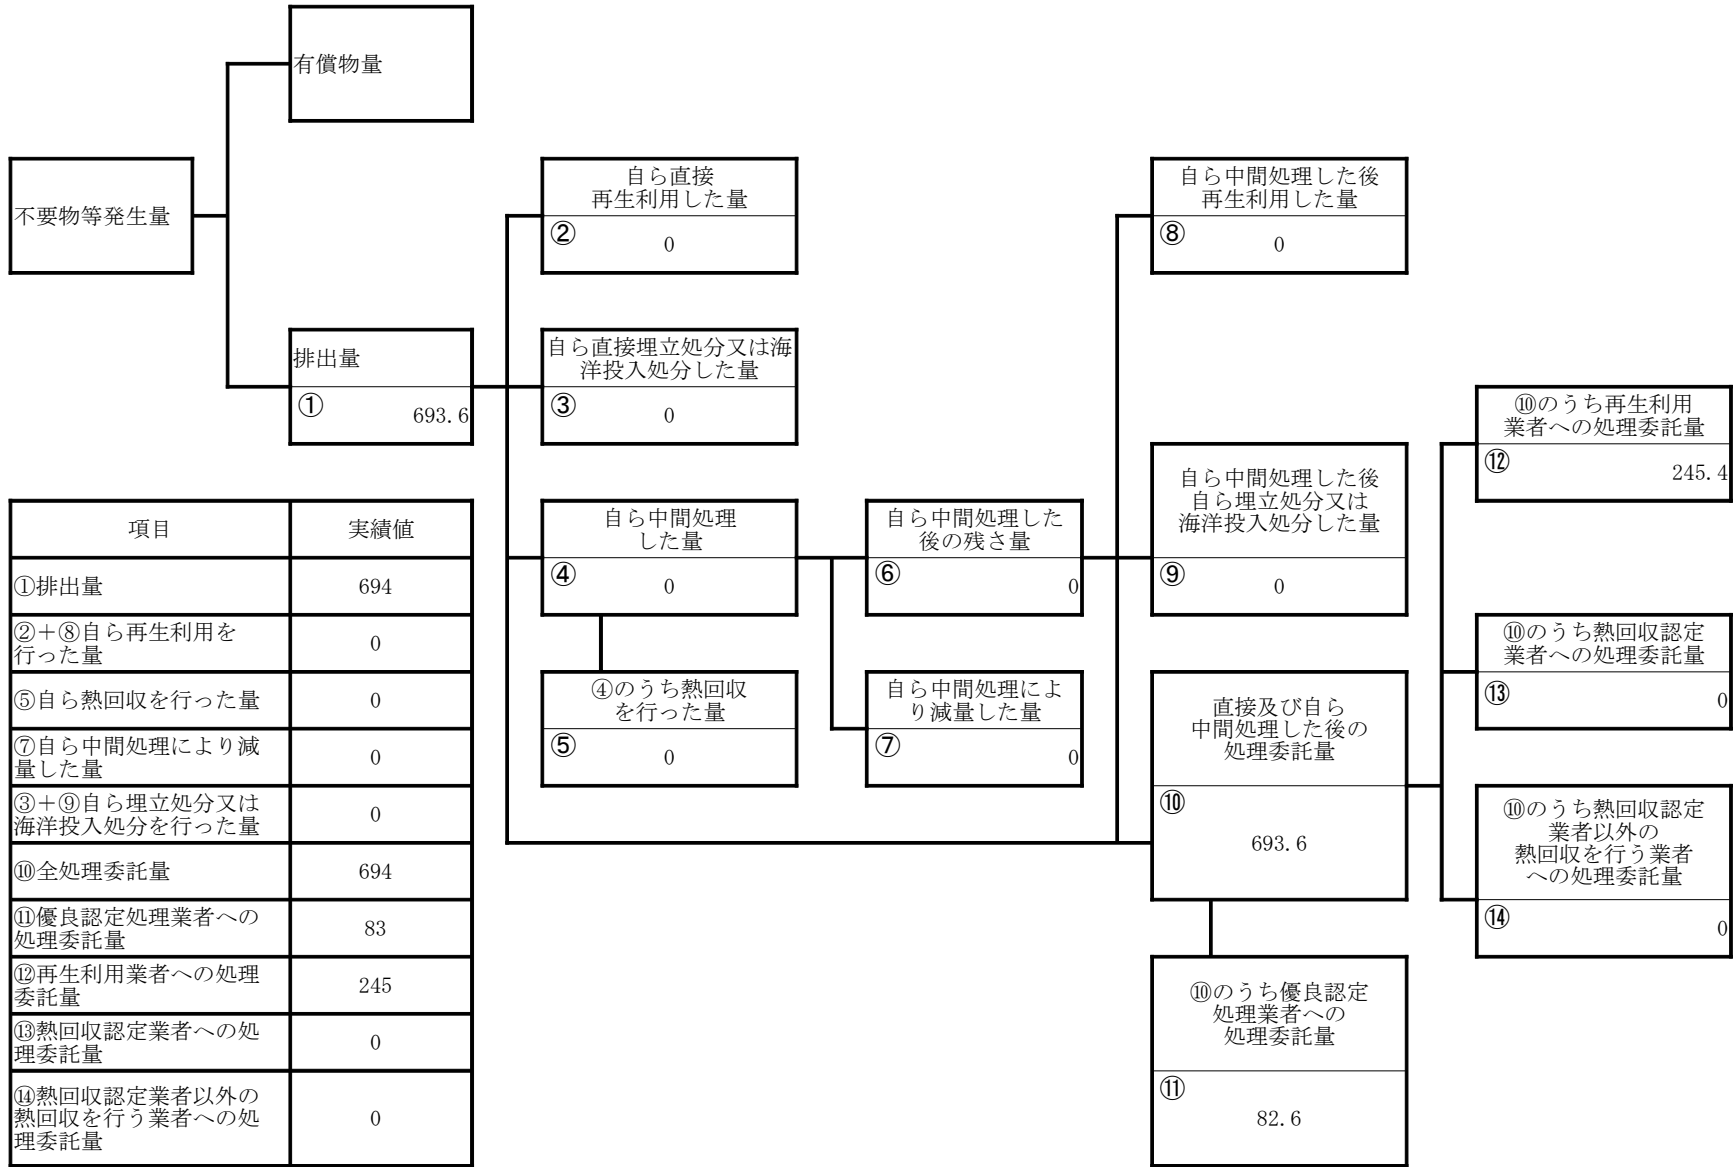 有償物量
不要物等発生量
自ら直接
再生利用した量
②
0
自ら中間処理した後
再生利用した量
⑧
0
排出量
①
693.6
自ら直接埋立処分又は海
洋投入処分した量
③
0
⑩のうち再生利用
業者への処理委託量
⑫
245.4
自ら中間処理
した量
④
0
自ら中間処理した
後の残さ量
⑥
0
自ら中間処理した後
自ら埋立処分又は
海洋投入処分した量
⑨
0
⑩のうち熱回収認定
業者への処理委託量
⑬
0
④のうち熱回収
を行った量
⑤
0
自ら中間処理によ
り減量した量
⑦
0
直接及び自ら
中間処理した後の
処理委託量
⑩
693.6
⑩のうち熱回収認定
業者以外の
熱回収を行う業者
への処理委託量
⑭
0
⑩のうち優良認定
処理業者への
処理委託量
⑪
82.6
項目 実績値
①排出量 694
②+⑧自ら再生利用を
行った量 0
⑤自ら熱回収を行った量 0
⑦自ら中間処理により減
量した量 0
③+⑨自ら埋立処分又は
海洋投入処分を行った量 0
⑩全処理委託量 694
⑪優良認定処理業者への
処理委託量 83
⑫再生利用業者への処理
委託量 245
⑬熱回収認定業者への処
理委託量 0
⑭熱回収認定業者以外の
熱回収を行う業者への処
理委託量 0